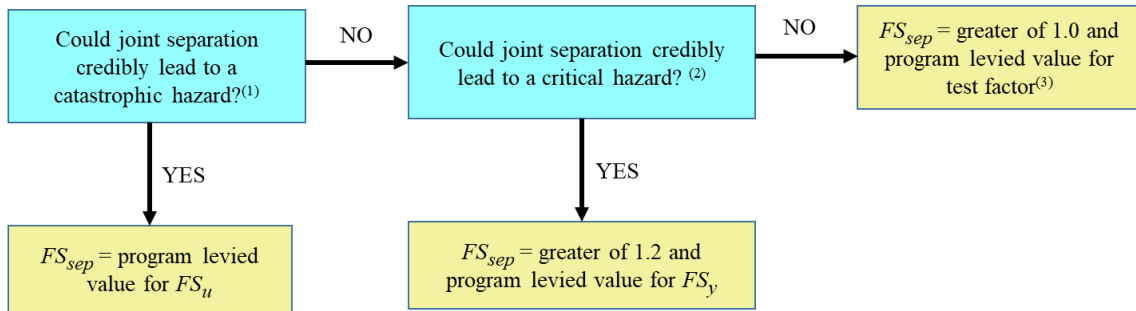 Could joint separation
credibly lead to a
catastrophic hazard?(1)
NO
Could joint separation credibly
lead to a critical hazard? (2)
NO
FSsep = greater of 1.0 and
program levied value for
test factor(3)
YES
YES
FSsep = program levied
value for FSu
FSsep = greater of 1.2 and
program levied value for FSy